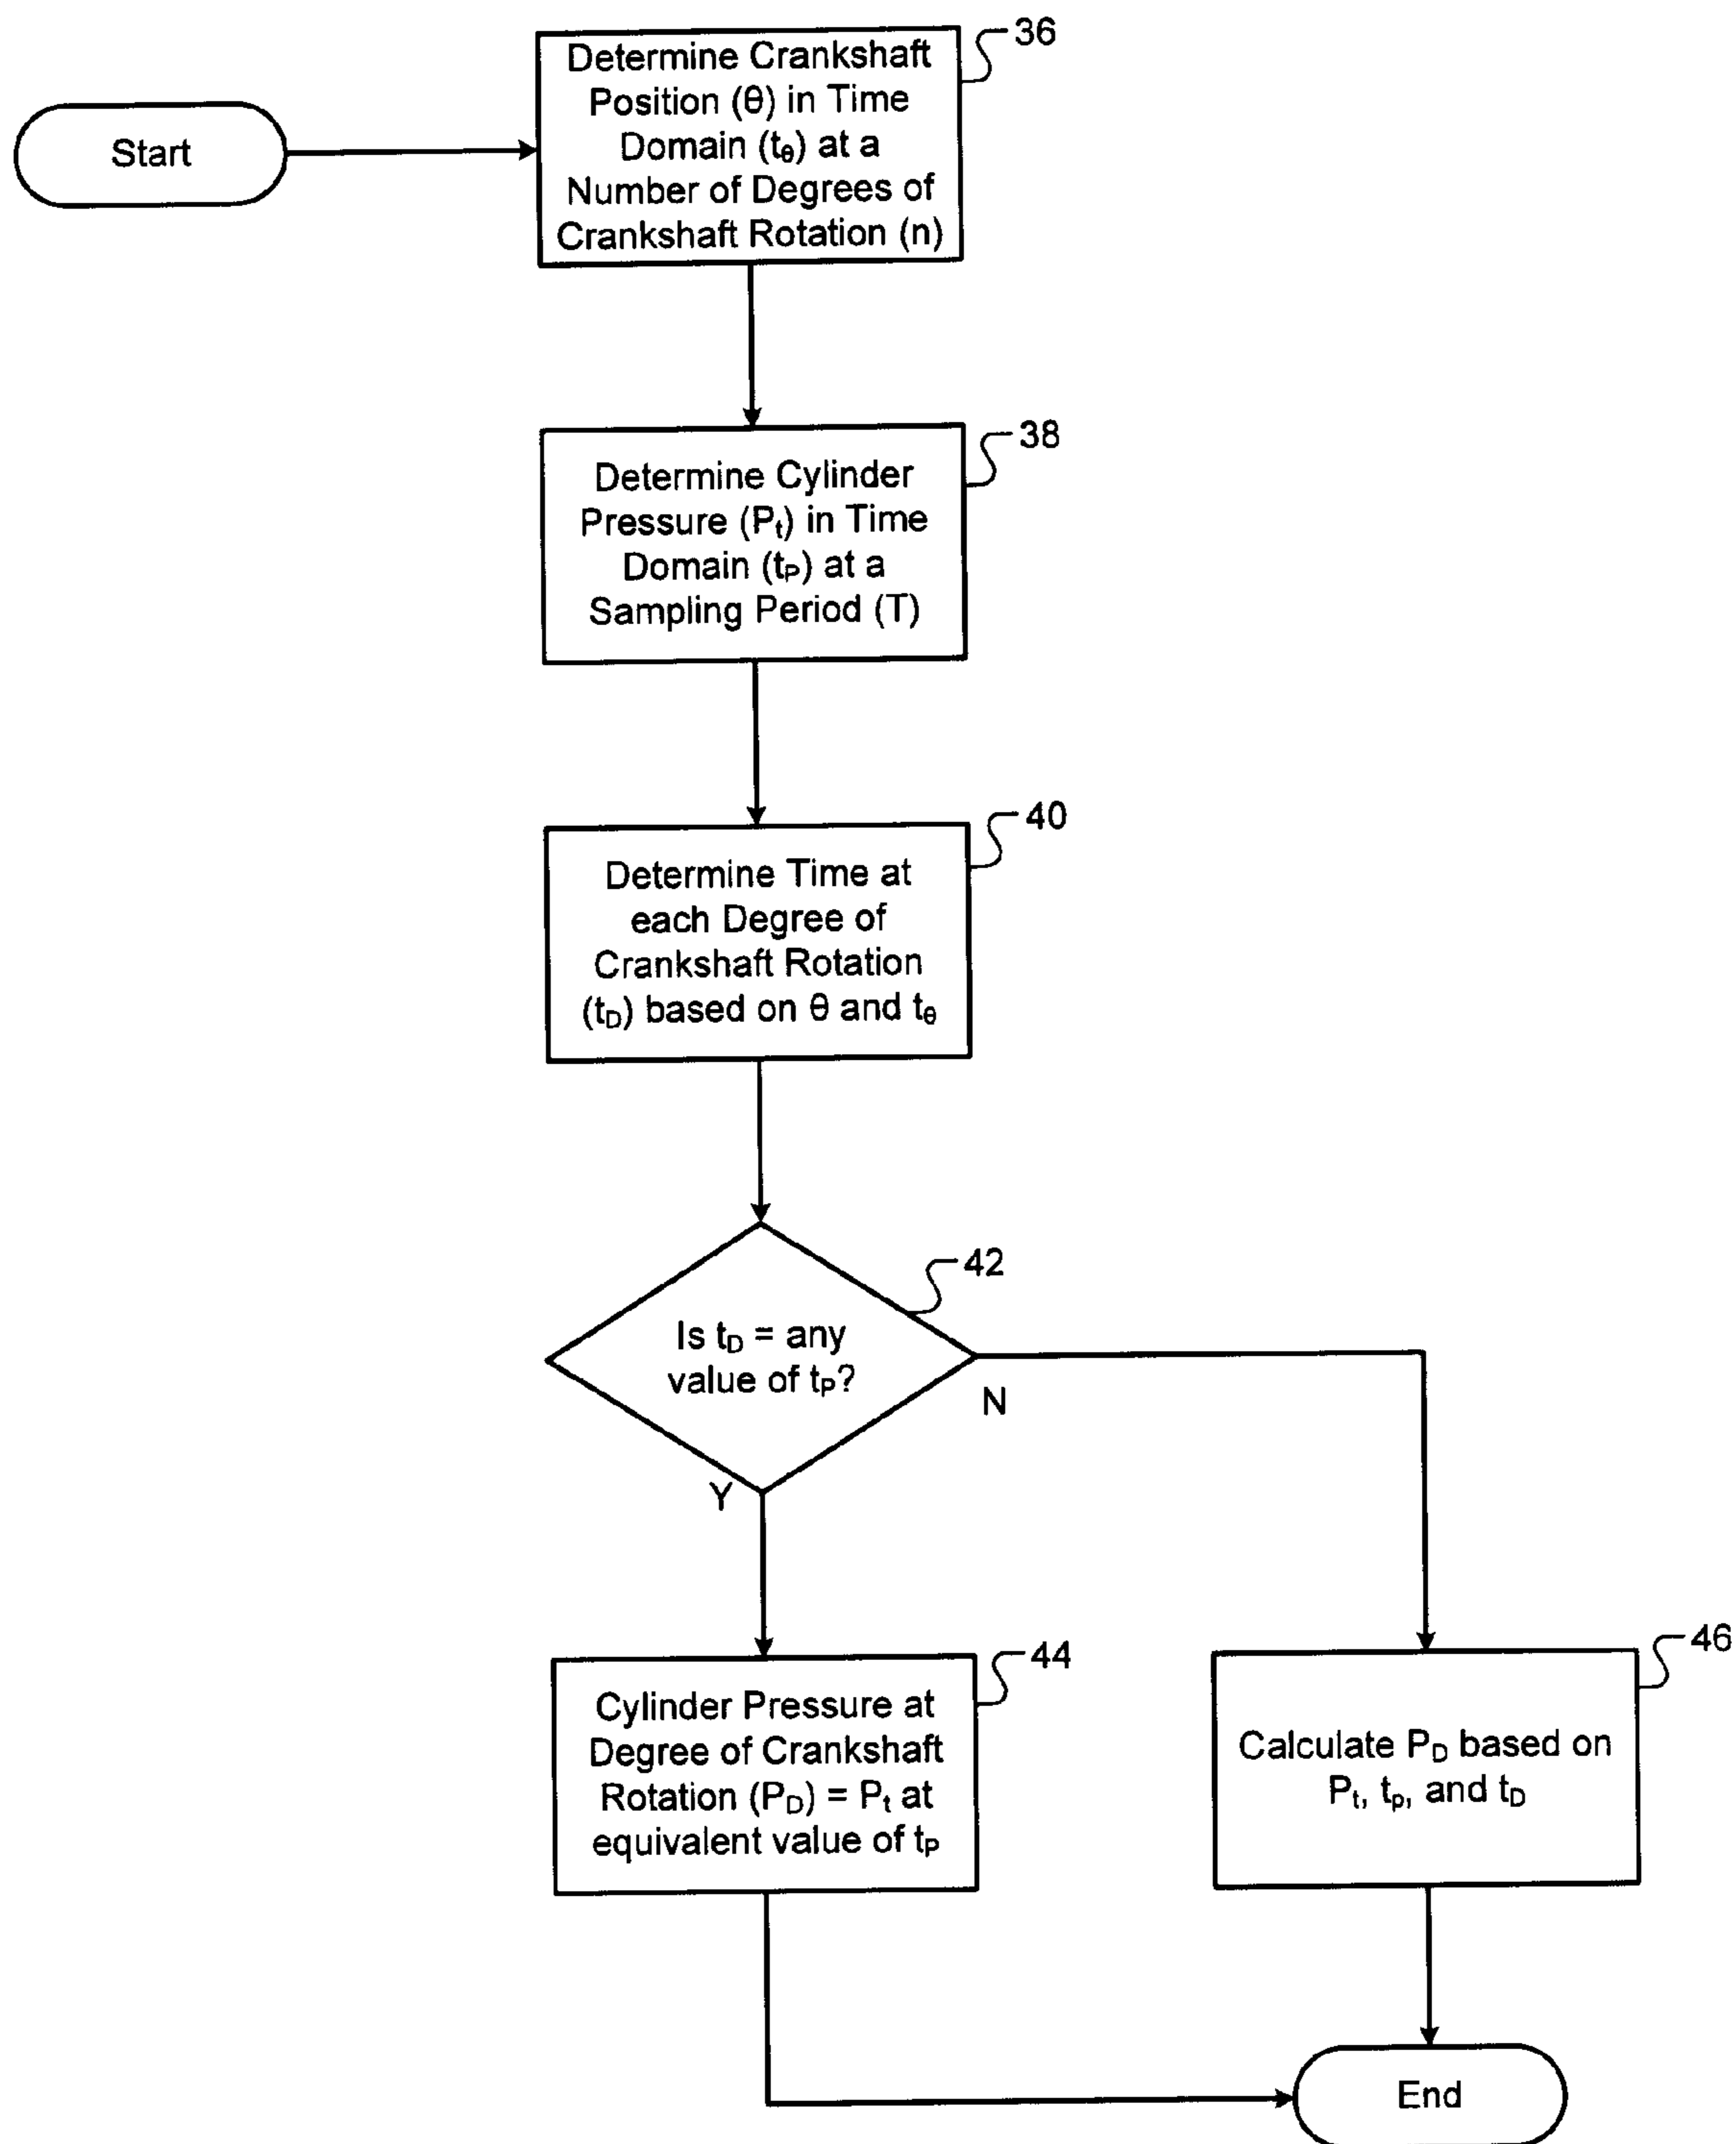 Start
Determine Crankshaft
Position (θ) in Time
Domain (tθ) at a
Number of Degrees of
Crankshaft Rotation (n)
36
Determine Cylinder
Pressure (Pt) in Time
Domain (tP) at a
Sampling Period (T)
38
Determine Time at
each Degree of
Crankshaft Rotation
(tD) based on θ and tθ
40
Is tD = any
value of tP?
42
N
Y
Cylinder Pressure at
Degree of Crankshaft
Rotation (PD) = Pt at
equivalent value of tP
44
Calculate PD based on
Pt, tp, and tD
46
End